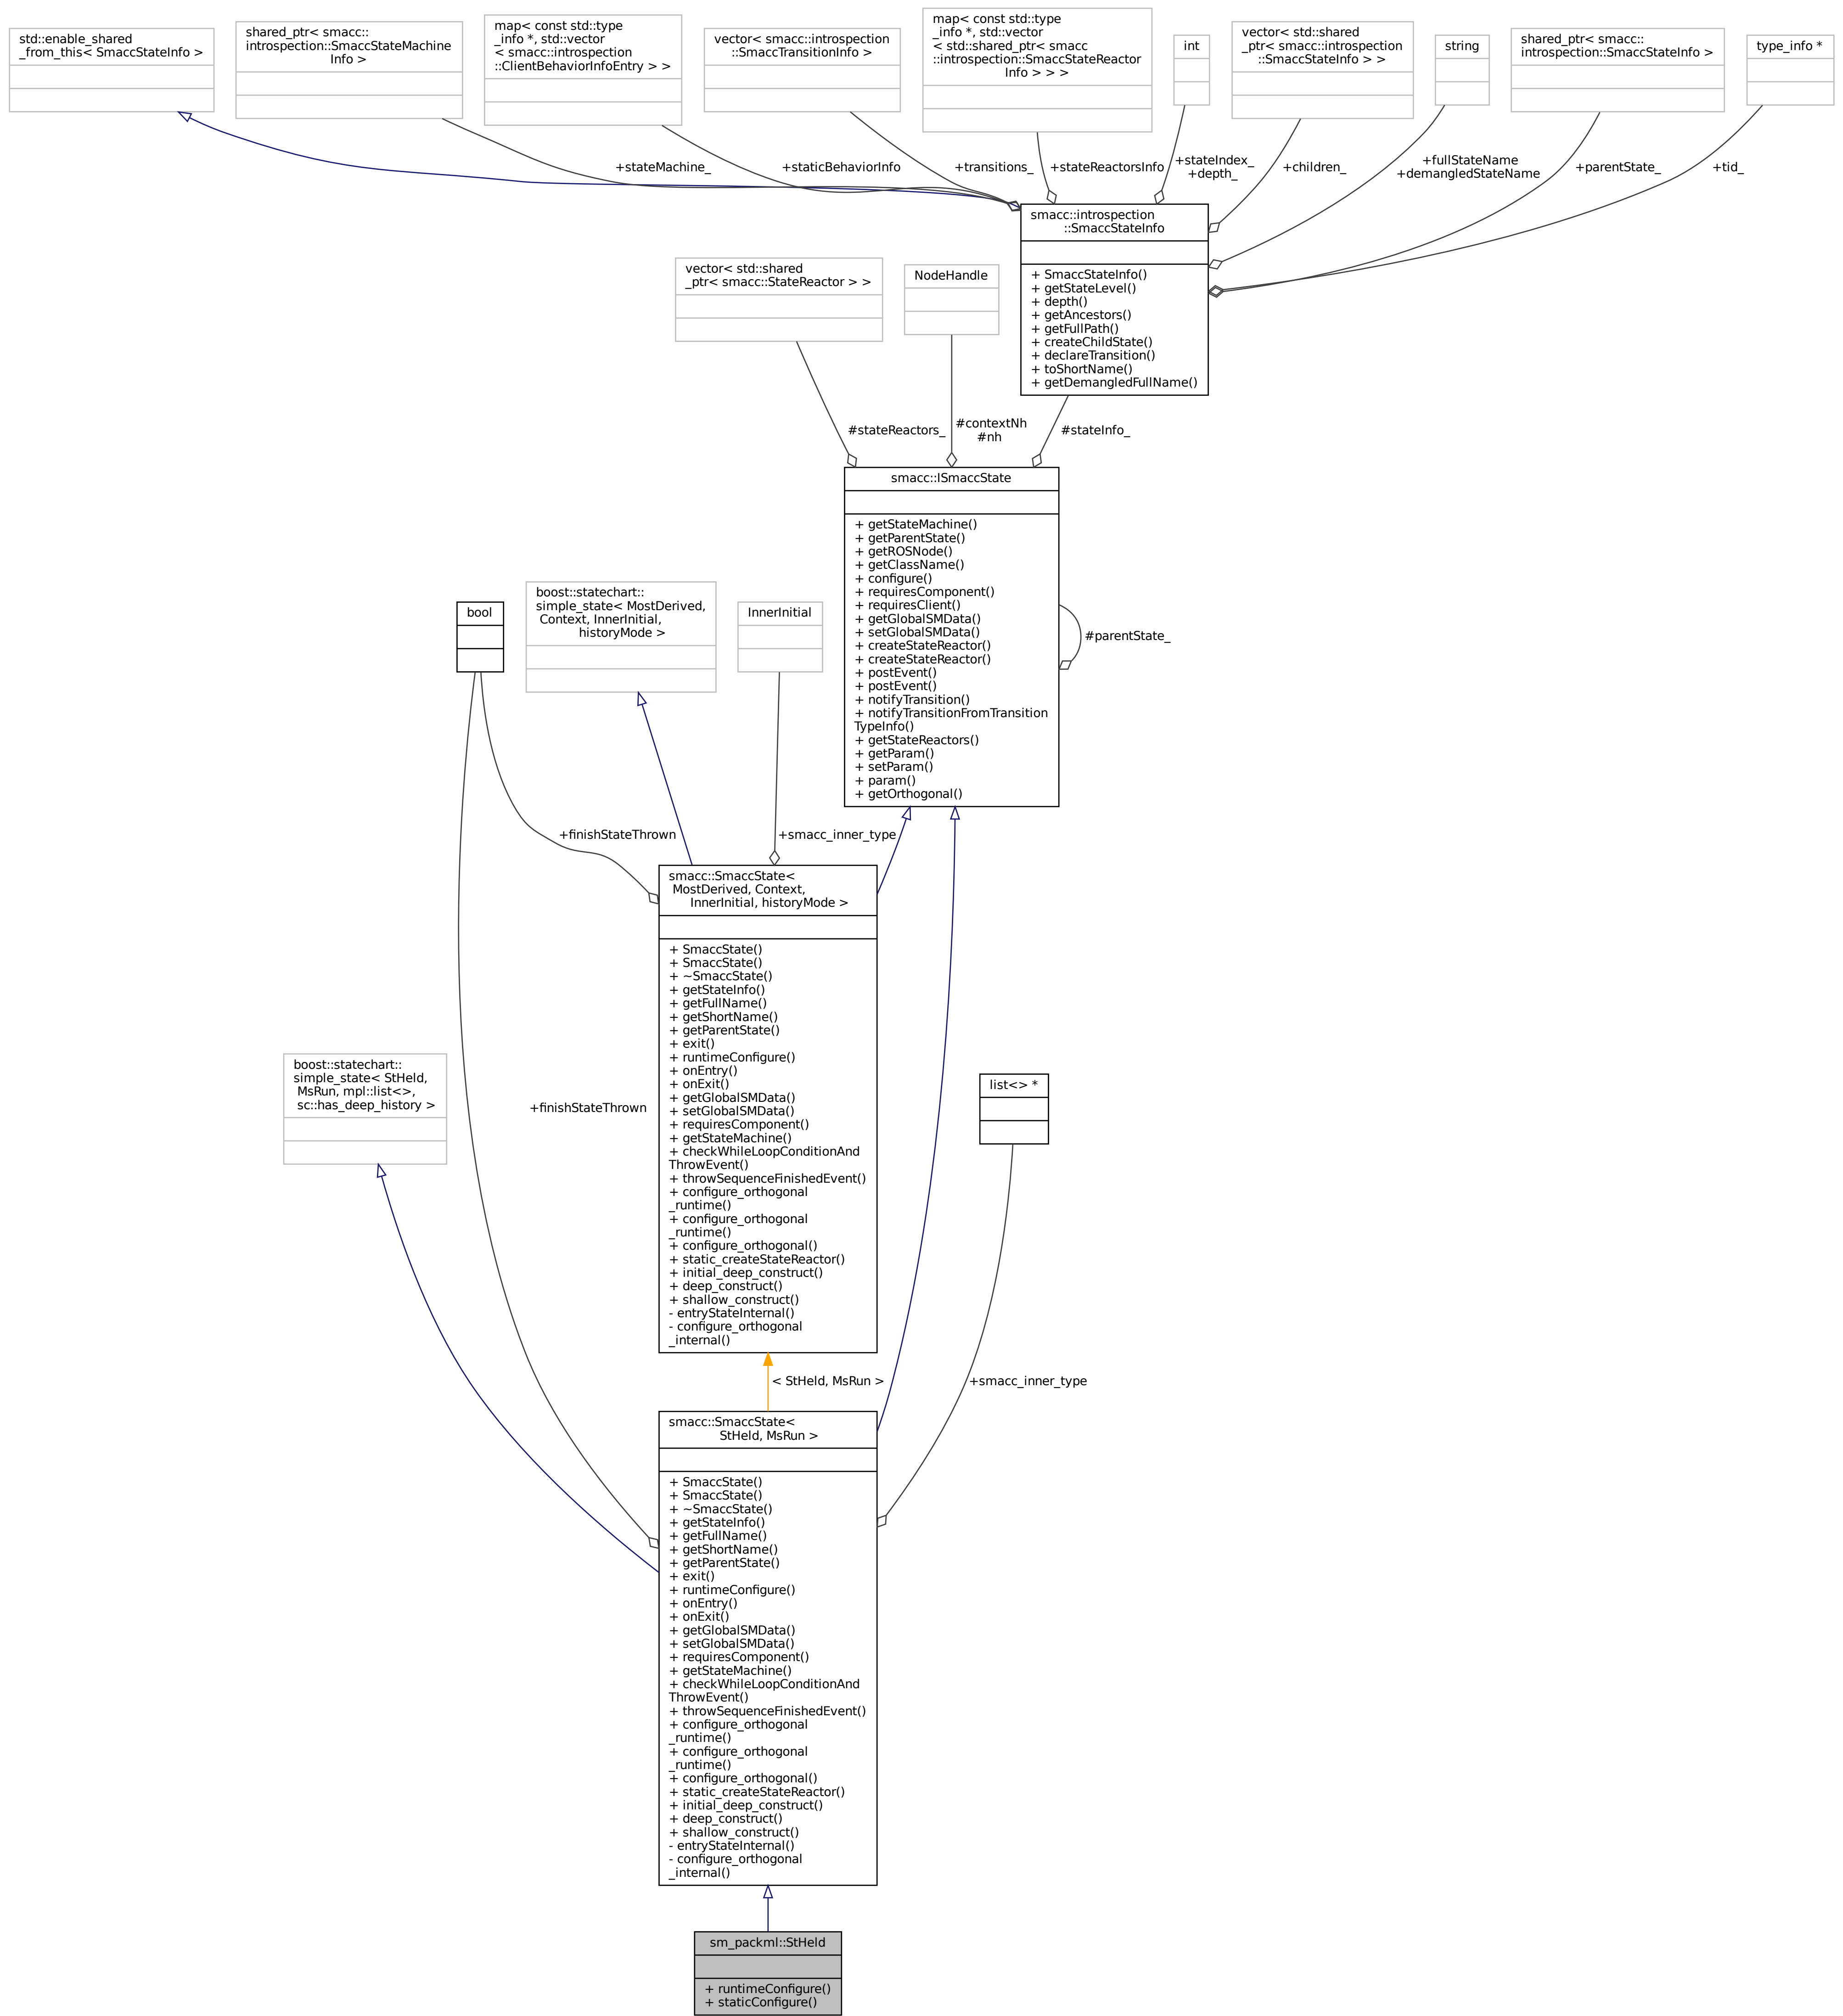 std::enable_shared
_from_this< SmaccStateInfo >
shared_ptr< smacc::
introspection::SmaccStateMachine
Info >
map< const std::type
_info *, std::vector
< smacc::introspection
::ClientBehaviorInfoEntry > >
vector< smacc::introspection
::SmaccTransitionInfo >
map< const std::type
_info *, std::vector
< std::shared_ptr< smacc
::introspection::SmaccStateReactor
Info > > >
int
vector< std::shared
_ptr< smacc::introspection
::SmaccStateInfo > >
string
shared_ptr< smacc::
introspection::SmaccStateInfo >
type_info *
+stateMachine_
+staticBehaviorInfo
+transitions_
+stateReactorsInfo
+stateIndex_
+depth_
+children_
+fullStateName
+demangledStateName
+parentState_
+tid_
smacc::introspection
::SmaccStateInfo
+ SmaccStateInfo()
+ getStateLevel()
+ depth()
+ getAncestors()
+ getFullPath()
+ createChildState()
+ declareTransition()
+ toShortName()
+ getDemangledFullName()
vector< std::shared
_ptr< smacc::StateReactor > >
NodeHandle
#stateReactors_
#contextNh
#nh
#stateInfo_
smacc::ISmaccState
+ getStateMachine()
+ getParentState()
+ getROSNode()
+ getClassName()
+ configure()
+ requiresComponent()
+ requiresClient()
+ getGlobalSMData()
+ setGlobalSMData()
+ createStateReactor()
+ createStateReactor()
+ postEvent()
+ postEvent()
+ notifyTransition()
+ notifyTransitionFromTransition
TypeInfo()
+ getStateReactors()
+ getParam()
+ setParam()
+ param()
+ getOrthogonal()
#parentState_
bool
boost::statechart::
simple_state< MostDerived,
Context, InnerInitial,
historyMode >
InnerInitial
+finishStateThrown
+smacc_inner_type
smacc::SmaccState<
MostDerived, Context,
InnerInitial, historyMode >
+ SmaccState()
+ SmaccState()
+ ~SmaccState()
+ getStateInfo()
+ getFullName()
+ getShortName()
+ getParentState()
+ exit()
+ runtimeConfigure()
+ onEntry()
+ onExit()
+ getGlobalSMData()
+ setGlobalSMData()
+ requiresComponent()
+ getStateMachine()
+ checkWhileLoopConditionAnd
ThrowEvent()
+ throwSequenceFinishedEvent()
+ configure_orthogonal
_runtime()
+ configure_orthogonal
_runtime()
+ configure_orthogonal()
+ static_createStateReactor()
+ initial_deep_construct()
+ deep_construct()
+ shallow_construct()
- entryStateInternal()
- configure_orthogonal
_internal()
boost::statechart::
simple_state< StHeld,
MsRun, mpl::list<>,
sc::has_deep_history >
+finishStateThrown
list<> *
< StHeld, MsRun >
+smacc_inner_type
smacc::SmaccState<
StHeld, MsRun >
+ SmaccState()
+ SmaccState()
+ ~SmaccState()
+ getStateInfo()
+ getFullName()
+ getShortName()
+ getParentState()
+ exit()
+ runtimeConfigure()
+ onEntry()
+ onExit()
+ getGlobalSMData()
+ setGlobalSMData()
+ requiresComponent()
+ getStateMachine()
+ checkWhileLoopConditionAnd
ThrowEvent()
+ throwSequenceFinishedEvent()
+ configure_orthogonal
_runtime()
+ configure_orthogonal
_runtime()
+ configure_orthogonal()
+ static_createStateReactor()
+ initial_deep_construct()
+ deep_construct()
+ shallow_construct()
- entryStateInternal()
- configure_orthogonal
_internal()
sm_packml::StHeld
+ runtimeConfigure()
+ staticConfigure()